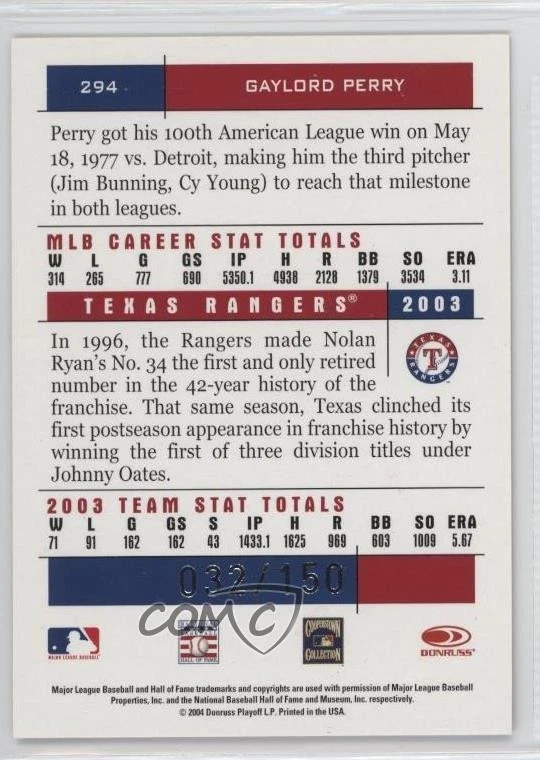 294
GAYLORD PERRY
Perry got his 100th American League win on May
18, 1977 vs. Detroit, making him the third pitcher
(Jim Bunning, Cy Young) to reach that milestone
in both leagues.
MLB CAREER STAT TOTALS
W L G GS IP H R BB SO ERA
314 265 777 690 5350.1 4938 2128 1379 3534 3.11
TEXAS RANGERS® 2003
In 1996, the Rangers made Nolan
Ryan's No. 34 the first and only retired
number in the 42-year history of the
franchise. That same season, Texas clinched its
first postseason appearance in franchise history by
winning the first of three division titles under
Johnny Oates.
TEXAS
T
RANGERS
2003 TEAM STAT TOTALS
W L G GS S IP H R BB SO ERA
71 91 162 162 43 1433.1 1625 969 603 1009 5.67
032/150
COMC
MAJOR LEAGUE BASEBALL
BASEBALL
HALL OF FAME
COOPERSTOWN
COLLECTION
DONRUSS
Major League Baseball and Hall of Fame trademarks and copyrights are used with permission of Major League Baseball
Properties, Inc. and the National Baseball Hall of Fame and Museum, Inc. respectively.
© 2004 Donruss Playoff L.P. Printed in the USA.